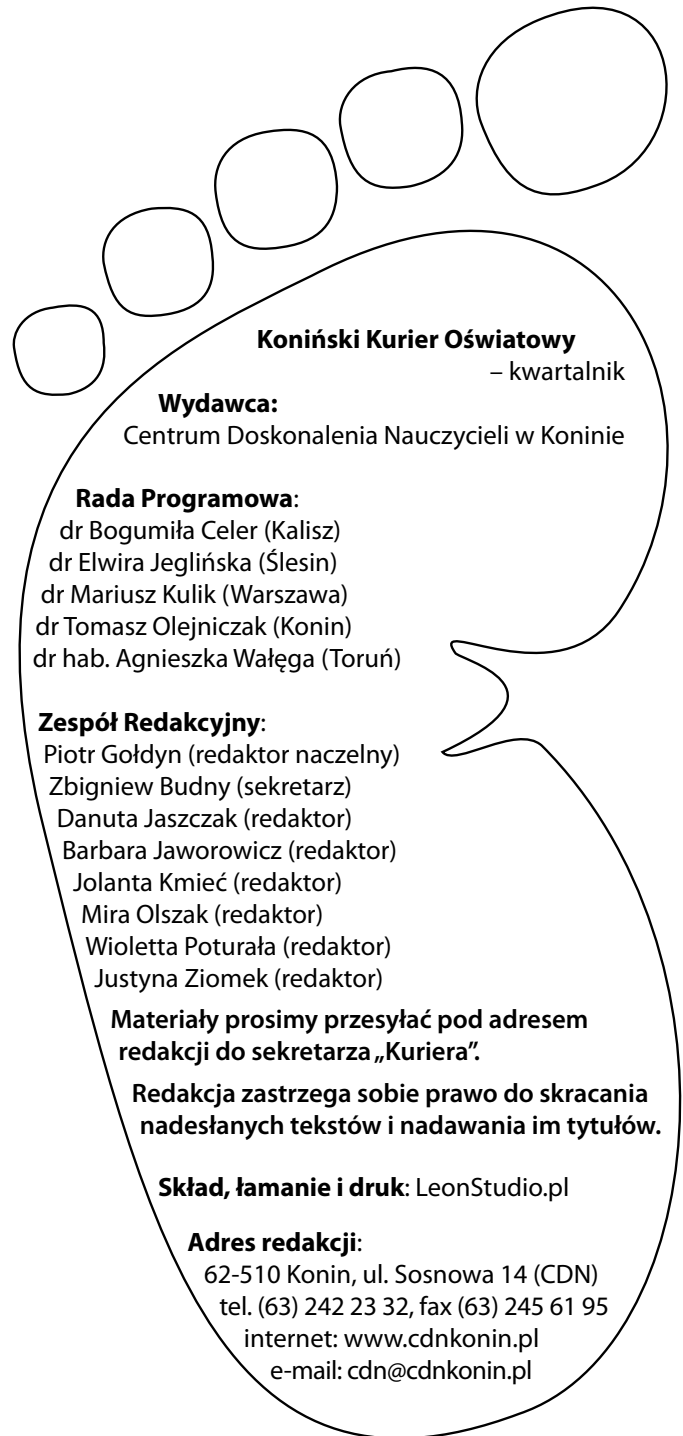 Koniński Kurier Oświatowy
– kwartalnik
Wydawca:
Centrum Doskonalenia Nauczycieli w Koninie
Rada Programowa:
dr Bogumiła Celer (Kalisz)
dr Elwira Jeglińska (Ślesin)
dr Mariusz Kulik (Warszawa)
dr Tomasz Olejniczak (Konin)
dr hab. Agnieszka Wałęga (Toruń)
Zespół Redakcyjny:
Piotr Gołdyn (redaktor naczelny)
Zbigniew Budny (sekretarz)
Danuta Jaszczak (redaktor)
Barbara Jaworowicz (redaktor)
Jolanta Kmieć (redaktor)
Mira Olszak (redaktor)
Wioletta Poturała (redaktor)
Justyna Ziomek (redaktor)
Materiały prosimy przesyłać pod adresem
redakcji do sekretarza „Kuriera”.
Redakcja zastrzega sobie prawo do skracania
nadesłanych tekstów i nadawania im tytułów.
Skład, łamanie i druk: LeonStudio.pl
Adres redakcji:
62-510 Konin, ul. Sosnowa 14 (CDN)
tel. (63) 242 23 32, fax (63) 245 61 95
internet: www.cdnkonin.pl
e-mail: cdn@cdnkonin.pl